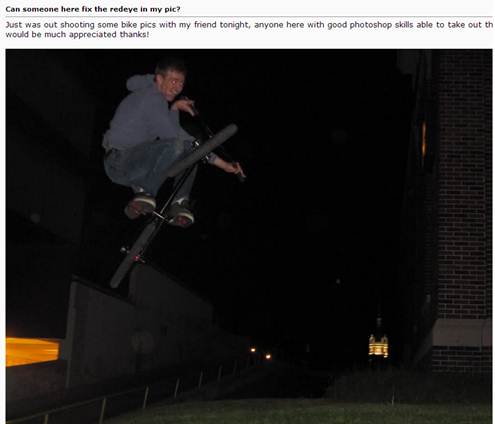 Can someone here fix the redeye in my pic?
Just was out shooting some bike pics with my friend tonight, anyone here with good photoshop skills able to take out th
would be much appreciated thanks!